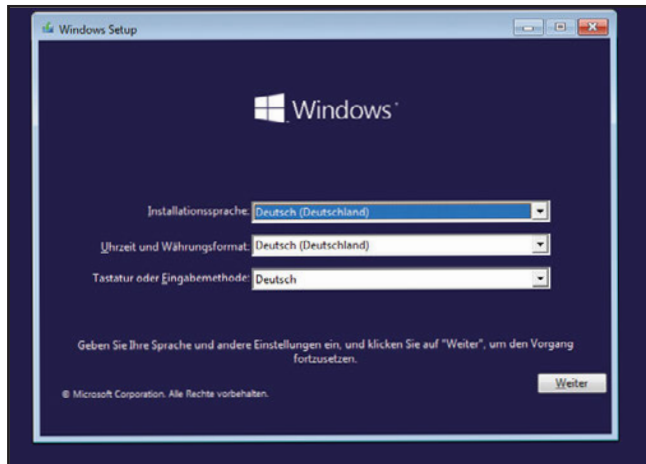 Windows Setup
Windows
Installationssprache: Deutsch (Deutschland)
Uhrzeit und Währungsformat: Deutsch (Deutschland)
Tastatur oder Eingabemethode: Deutsch
Geben Sie Ihre Sprache und andere Einstellungen ein, und klicken Sie auf "Weiter", um den Vorgang
fortzusetzen.
Weiter
© Microsoft Corporation. Alle Rechte vorbehalten.